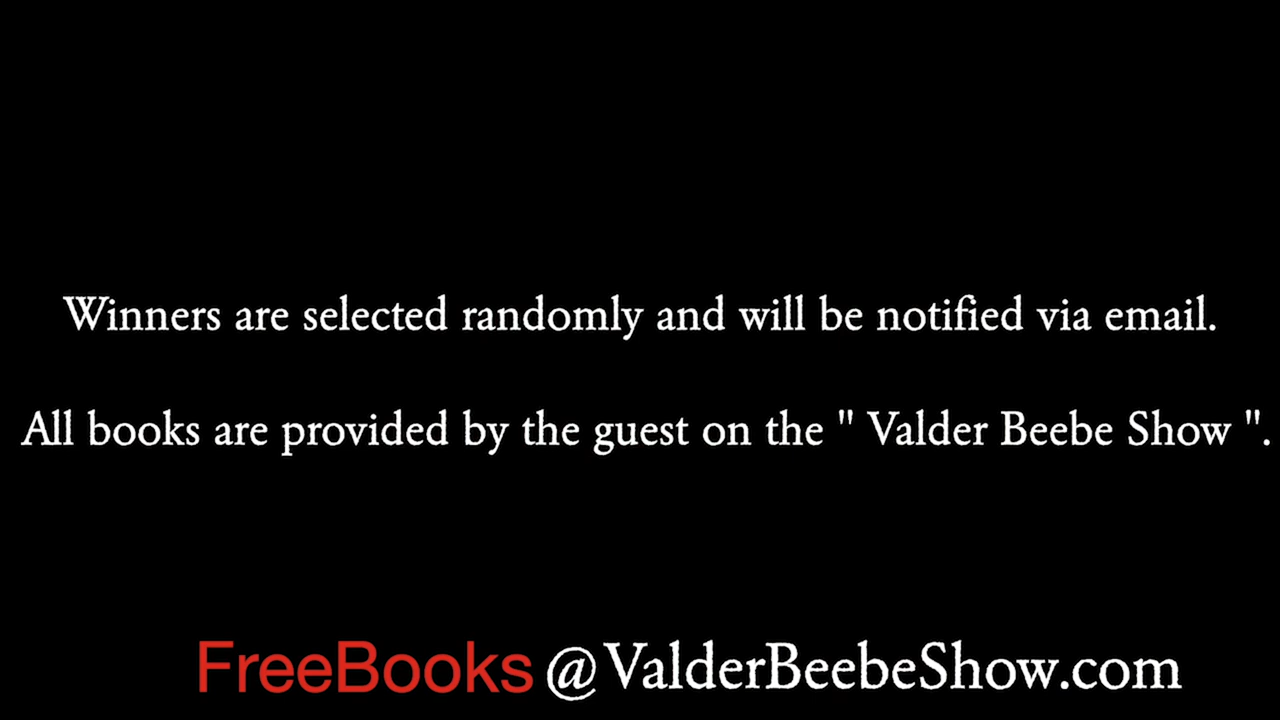 Winners are selected randomly and will be notified via email.
All books are provided by the guest on the " Valder Beebe Show ".
FreeBooks @ValderBeebeShow.com